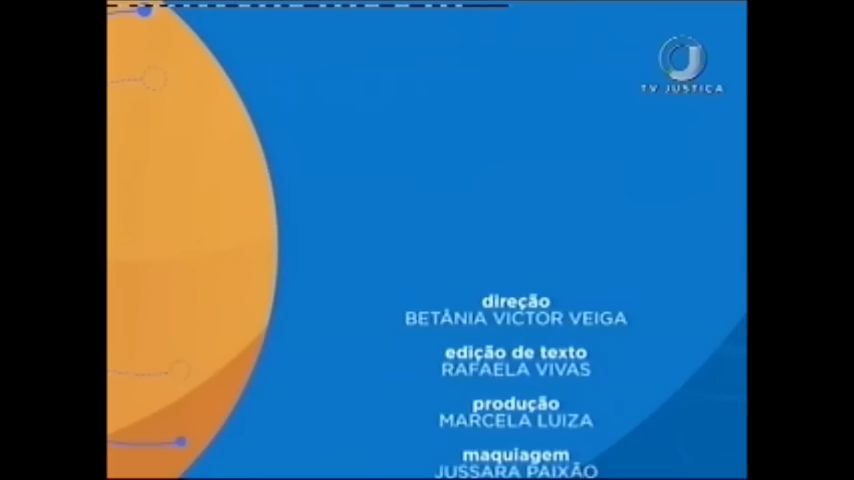 TV JUSTIÇA
direção
BETÂNIA VICTOR VEIGA
edição de texto
RAFAELA VIVAS
produção
MARCELA LUIZA
maquiagem
JUSSARA PAIXÃO